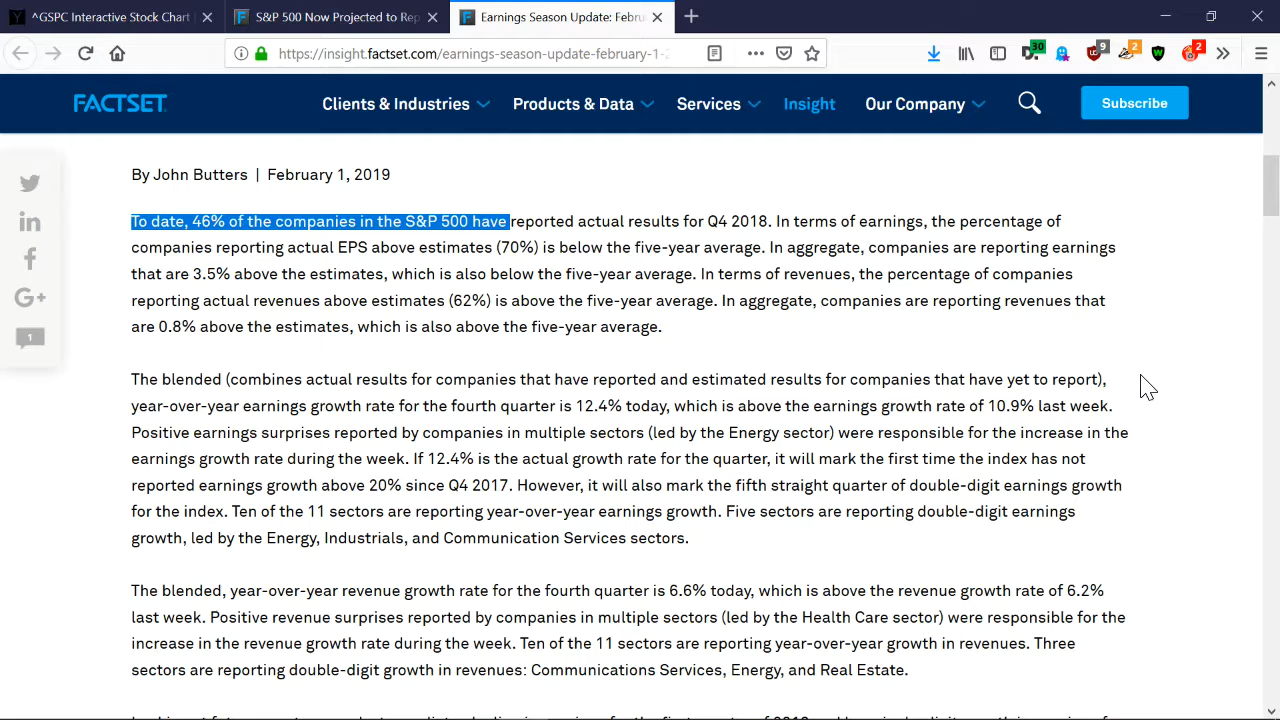 ^GSPC Interactive Stock Chart
S&P 500 Now Projected to Rep
Earnings Season Update: Febru
https://insight.factset.com/earnings-season-update-february-1-2
30
9
2
W
2
FACTSET
Clients & Industries
Products & Data
Services
Insight
Our Company
Subscribe
By John Butters | February 1, 2019
To date, 46% of the companies in the S&P 500 have reported actual results for Q4 2018. In terms of earnings, the percentage of
companies reporting actual EPS above estimates (70%) is below the five-year average. In aggregate, companies are reporting earnings
that are 3.5% above the estimates, which is also below the five-year average. In terms of revenues, the percentage of companies
reporting actual revenues above estimates (62%) is above the five-year average. In aggregate, companies are reporting revenues that
are 0.8% above the estimates, which is also above the five-year average.
The blended (combines actual results for companies that have reported and estimated results for companies that have yet to report),
year-over-year earnings growth rate for the fourth quarter is 12.4% today, which is above the earnings growth rate of 10.9% last week.
Positive earnings surprises reported by companies in multiple sectors (led by the Energy sector) were responsible for the increase in the
earnings growth rate during the week. If 12.4% is the actual growth rate for the quarter, it will mark the first time the index has not
reported earnings growth above 20% since Q4 2017. However, it will also mark the fifth straight quarter of double-digit earnings growth
for the index. Ten of the 11 sectors are reporting year-over-year earnings growth. Five sectors are reporting double-digit earnings
growth, led by the Energy, Industrials, and Communication Services sectors.
The blended, year-over-year revenue growth rate for the fourth quarter is 6.6% today, which is above the revenue growth rate of 6.2%
last week. Positive revenue surprises reported by companies in multiple sectors (led by the Health Care sector) were responsible for the
increase in the revenue growth rate during the week. Ten of the 11 sectors are reporting year-over-year growth in revenues. Three
sectors are reporting double-digit growth in revenues: Communications Services, Energy, and Real Estate.
G+
1